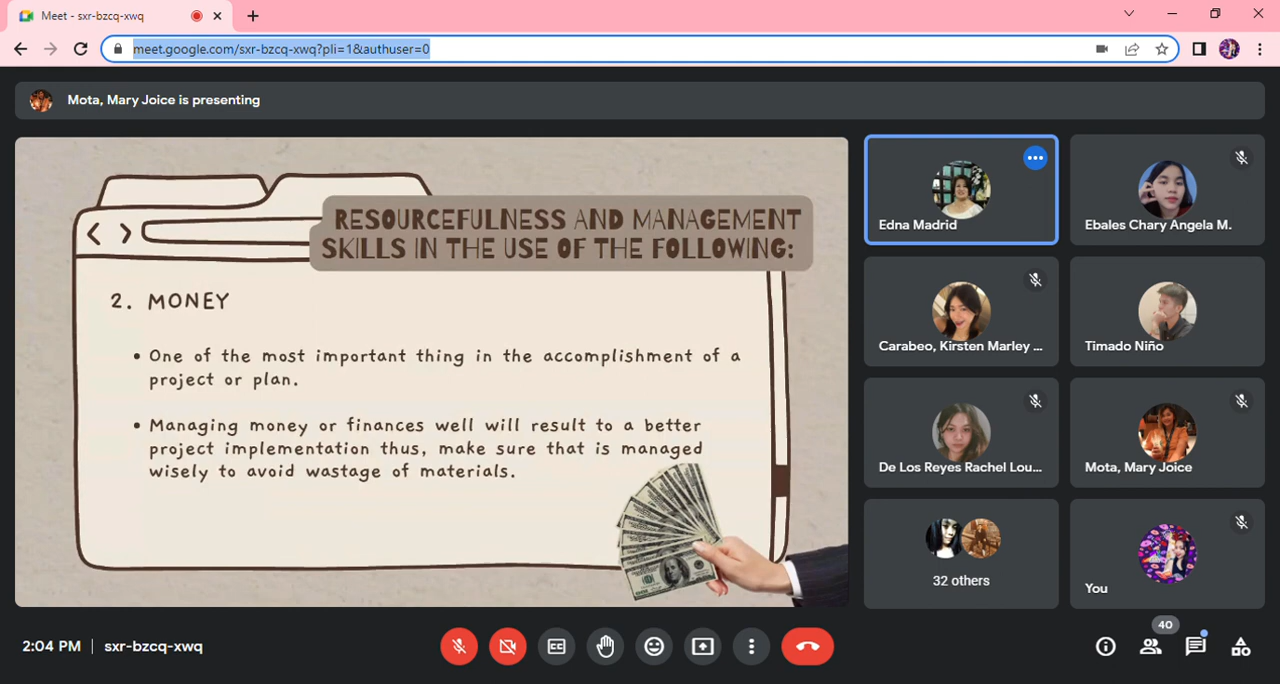 Meet - sxr-bzcq-xwq
meet.google.com/sxr-bzcq-xwq?pli=1&authuser=0
Mota, Mary Joice is presenting
RESOURCEFULNESS AND MANAGEMENT
SKILLS IN THE USE OF THE FOLLOWING:
2. MONEY
• One of the most important thing in the accomplishment of a
project or plan.
• Managing money or finances well will result to a better
project implementation thus, make sure that is managed
wisely to avoid wastage of materials.
Edna Madrid
Ebales Chary Angela M.
Carabeo, Kirsten Marley ...
Timado Niño
De Los Reyes Rachel Lou...
Mota, Mary Joice
32 others
You
2:04 PM | sxr-bzcq-xwq
CC
40